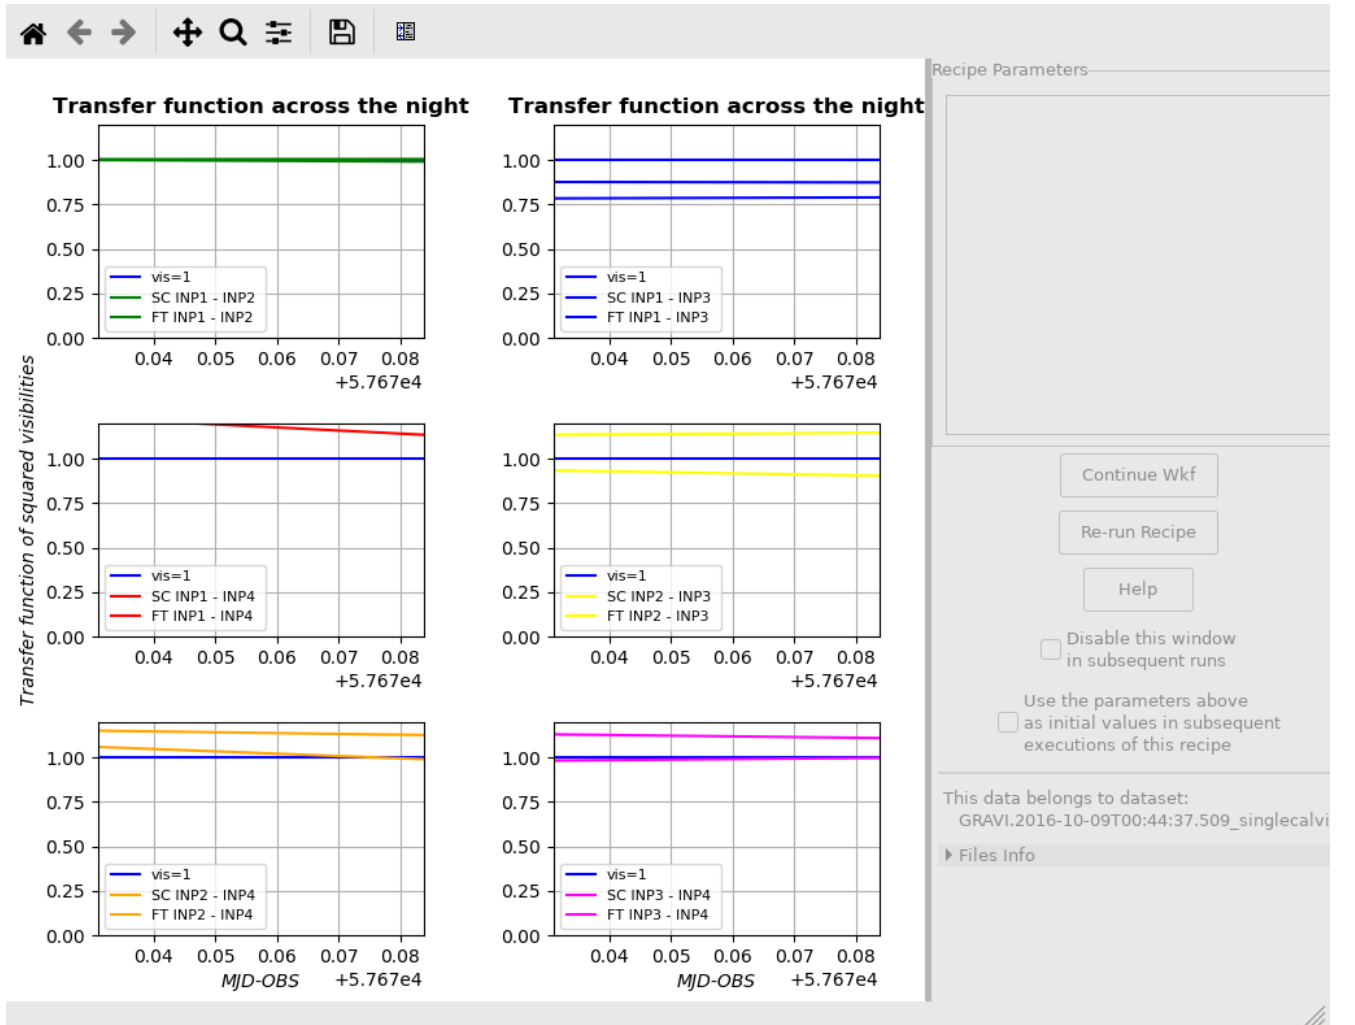 Recipe Parameters
Transfer function across the night
Transfer function across the night
Transfer function of squared visibilities
1.00
0.75
0.50
0.25
0.00
vis=1
SC INP1 - INP2
FT INP1 - INP2
0.04 0.05 0.06 0.07 0.08
+5.767e4
1.00
0.75
0.50
0.25
0.00
vis=1
SC INP1 - INP3
FT INP1 - INP3
0.04 0.05 0.06 0.07 0.08
+5.767e4
1.00
0.75
0.50
0.25
0.00
vis=1
SC INP1 - INP4
FT INP1 - INP4
0.04 0.05 0.06 0.07 0.08
+5.767e4
1.00
0.75
0.50
0.25
0.00
vis=1
SC INP2 - INP3
FT INP2 - INP3
0.04 0.05 0.06 0.07 0.08
+5.767e4
1.00
0.75
0.50
0.25
0.00
vis=1
SC INP2 - INP4
FT INP2 - INP4
0.04 0.05 0.06 0.07 0.08
MJD-OBS +5.767e4
1.00
0.75
0.50
0.25
0.00
vis=1
SC INP3 - INP4
FT INP3 - INP4
0.04 0.05 0.06 0.07 0.08
MJD-OBS +5.767e4
Continue Wkf
Re-run Recipe
Help
Disable this window
in subsequent runs
Use the parameters above
as initial values in subsequent
executions of this recipe
This data belongs to dataset:
GRAVI.2016-10-09T00:44:37.509_singlecalvi
Files Info